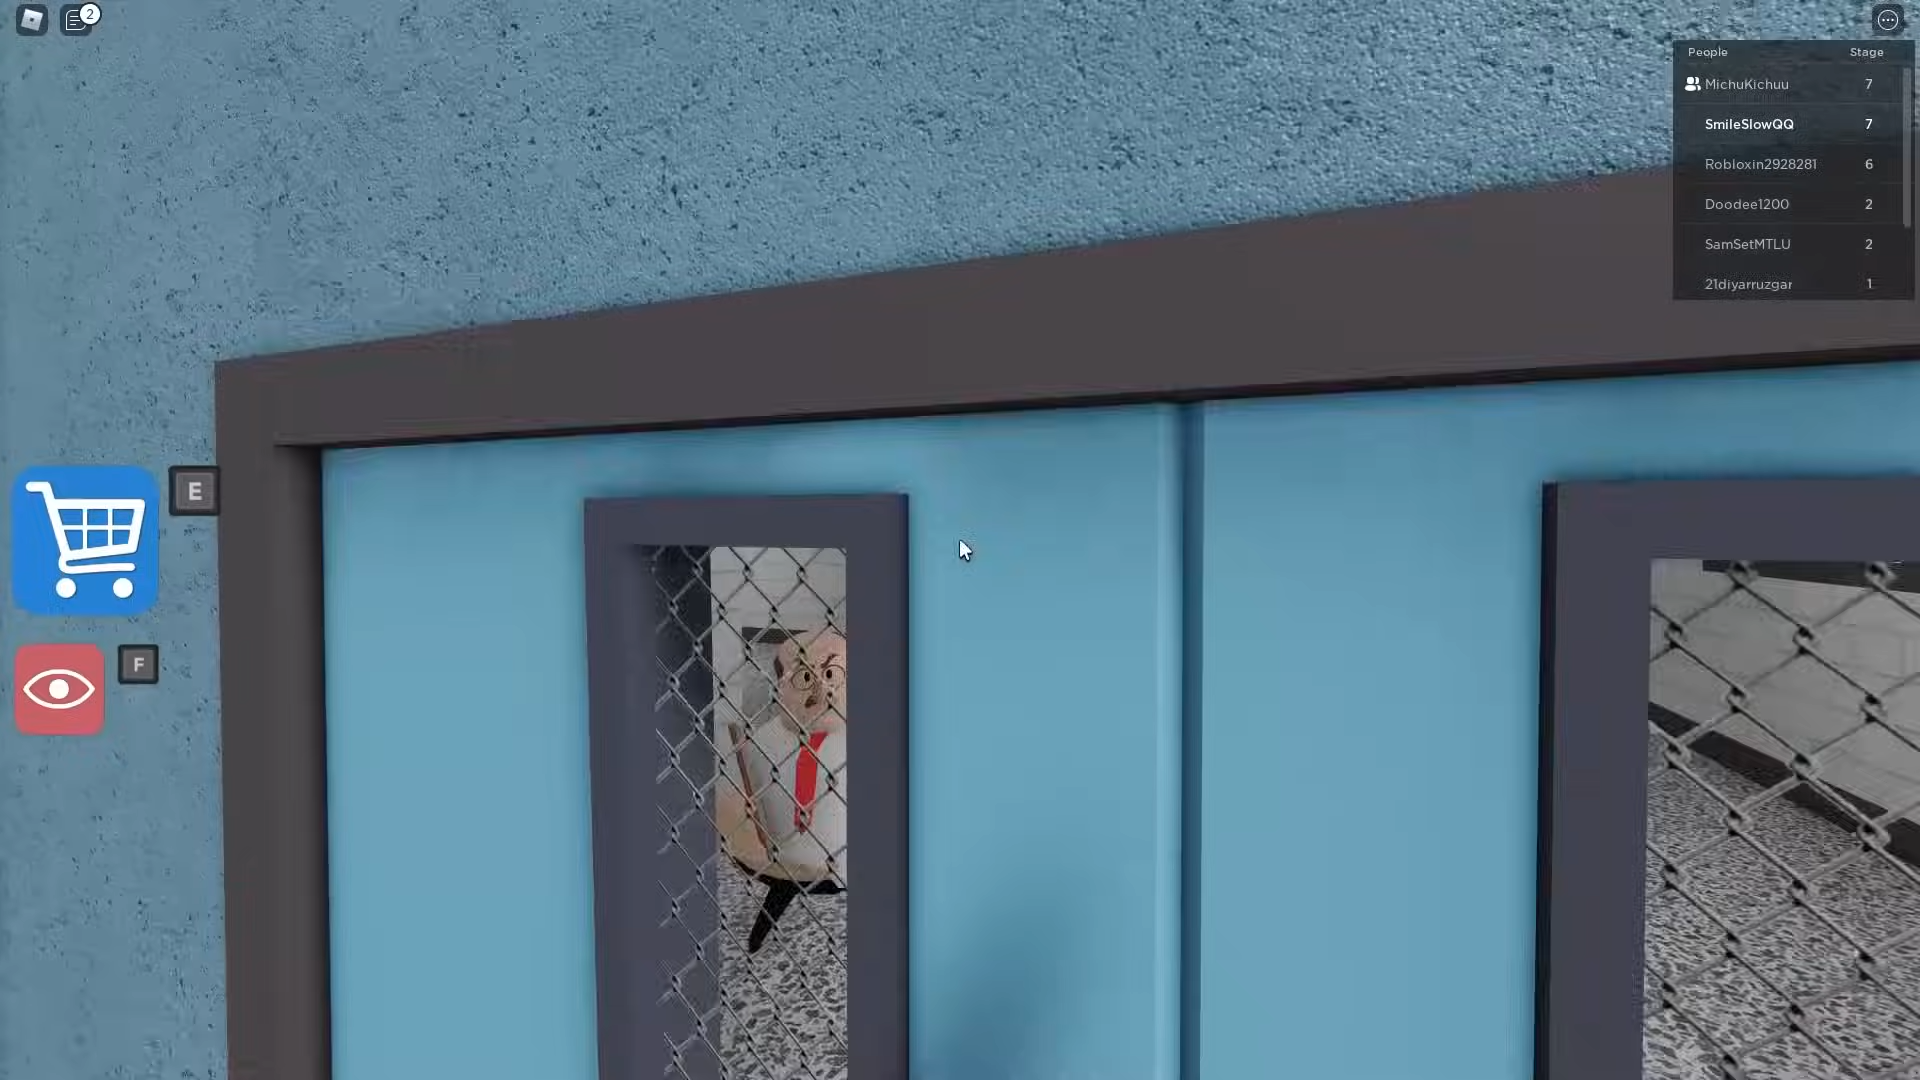 2
People Stage
MichuKichuu 7
SmileSlowQQ 7
Robloxin2928281 6
Doodee1200 2
SamSetMTLU 2
21diyarruzgar 1
E
F